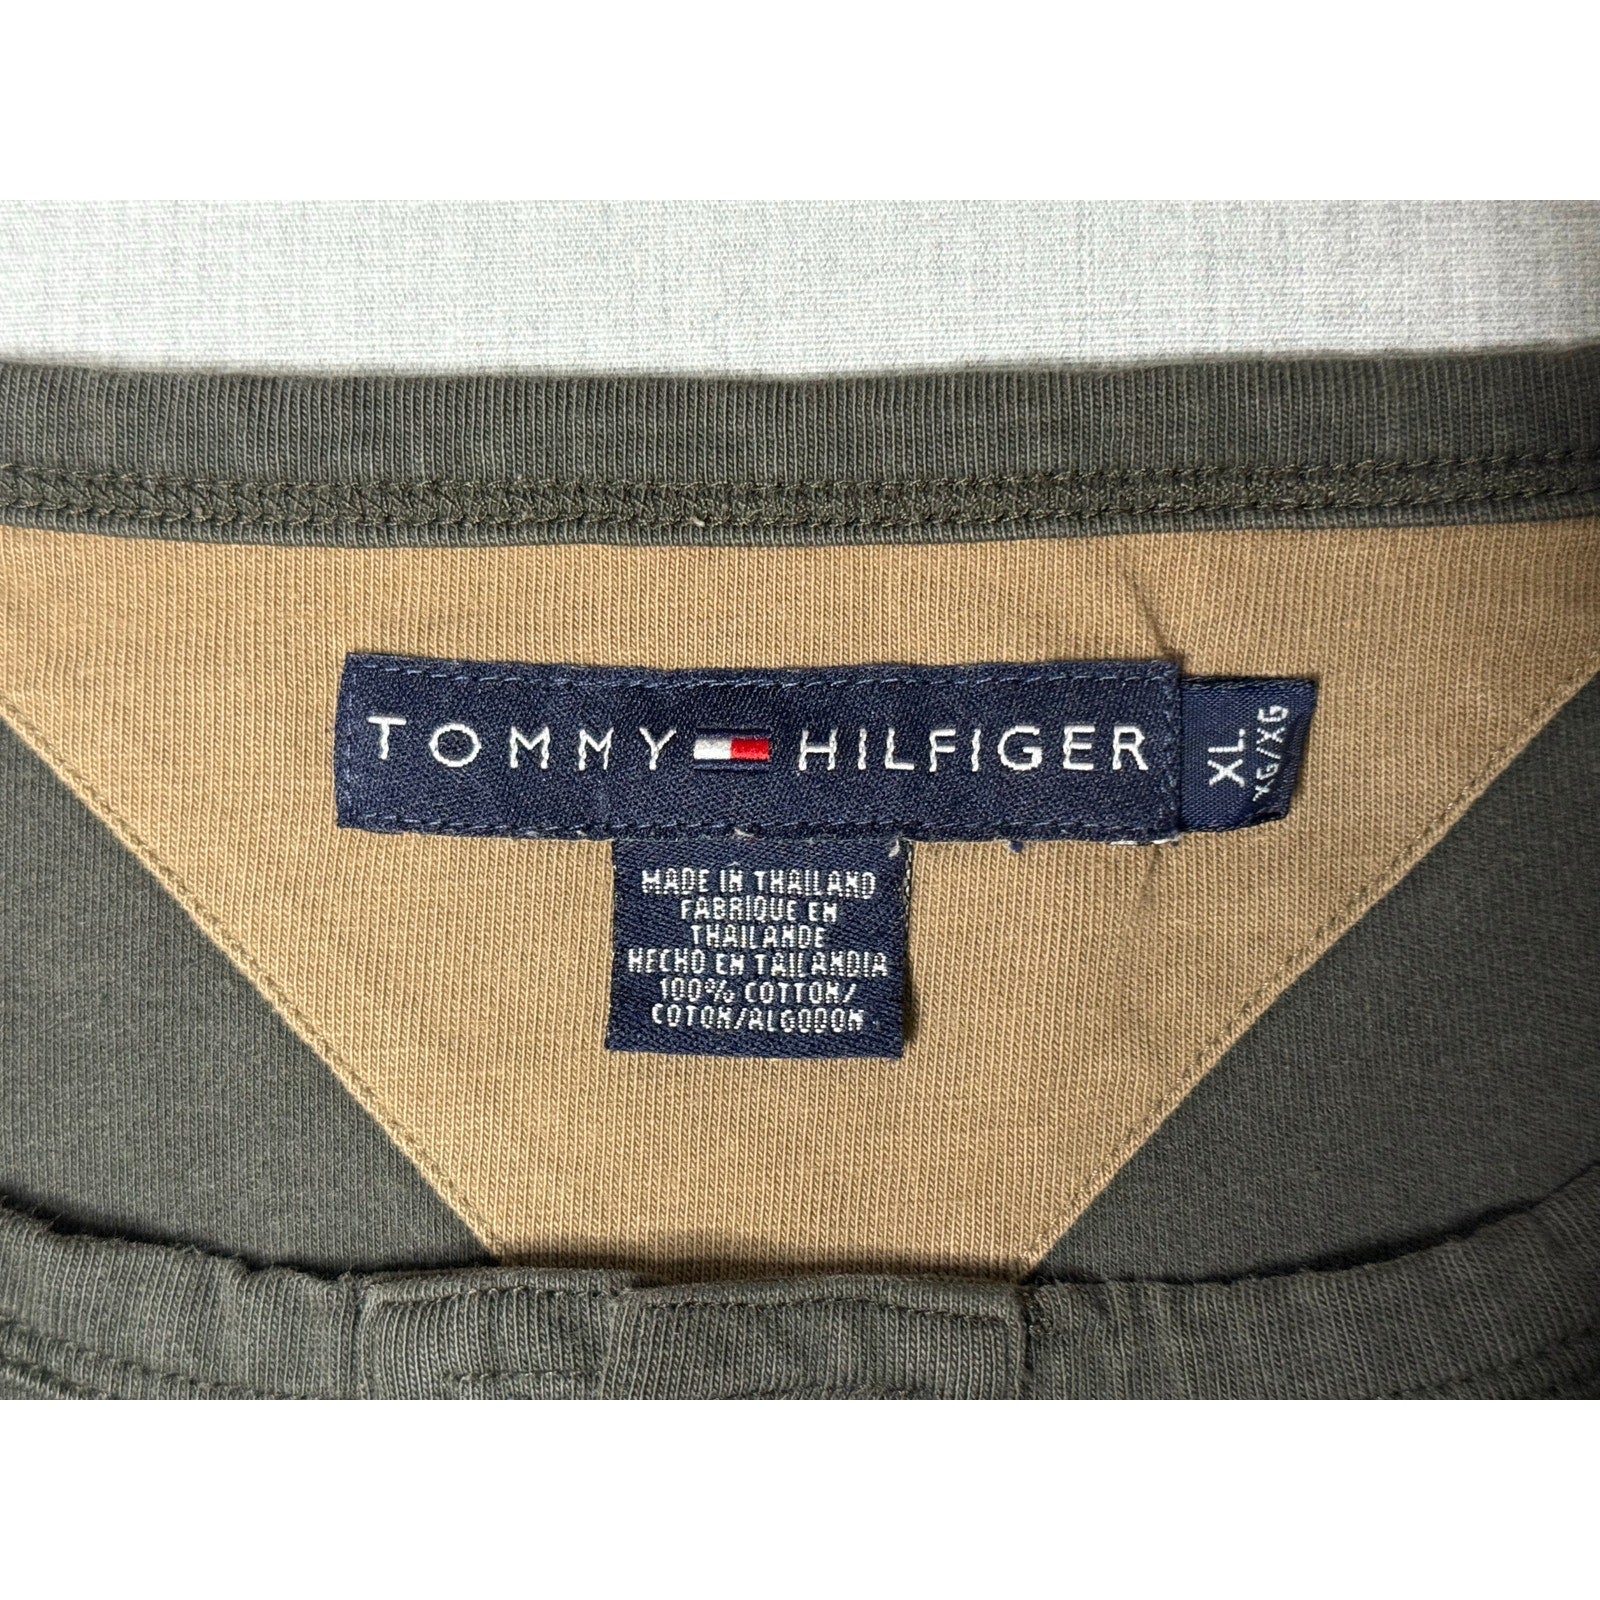 TOMMY HILFIGER
XL
XG/XG
MADE IN THAILAND
FABRIQUE EN
THAILANDE
HECHO EN TAILANDIA
100% COTTON/
COTON/ALGODON